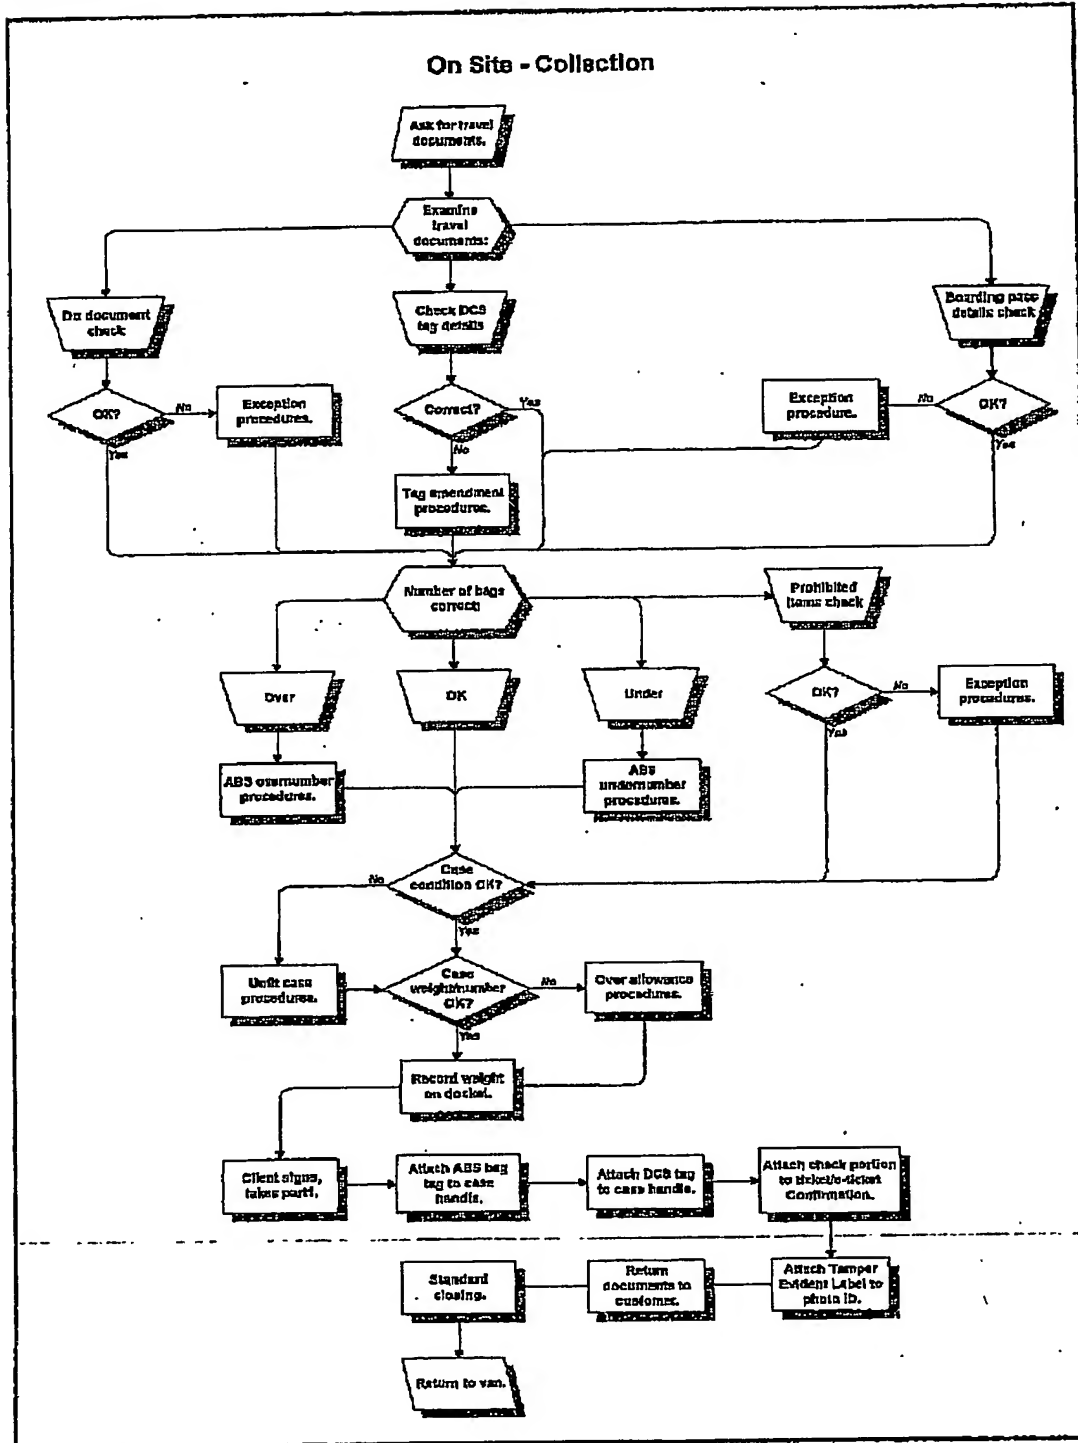 On Site - Collection
Ask for travel
documents.
Examine
travel
documents:
Do document
check
Check DCS
tag details
Boarding pass
details check
OK?
No
Exception
procedures.
Correct?
Yes
Exception
procedure.
No
OK?
Yes
No
Yes
Tag amendment
procedures.
Number of bags
correct:
Prohibited
items check
Over
OK
Under
OK?
No
Exception
procedures.
Yes
ABS overnumber
procedures.
ABS
undernumber
procedures.
Case
condition OK?
No
Yes
Unfit case
procedures.
Case
weight/number
OK?
No
Over allowance
procedures.
Yes
Record weight
on docket.
Client signs,
takes part1.
Attach ABS bag
tag to case
handle.
Attach DCS tag
to case handle.
Attach check portion
to ticket/e-ticket
Confirmation.
Standard
closing.
Return
documents to
customer.
Attach Tamper
Evident Label to
photo ID.
Return to van.